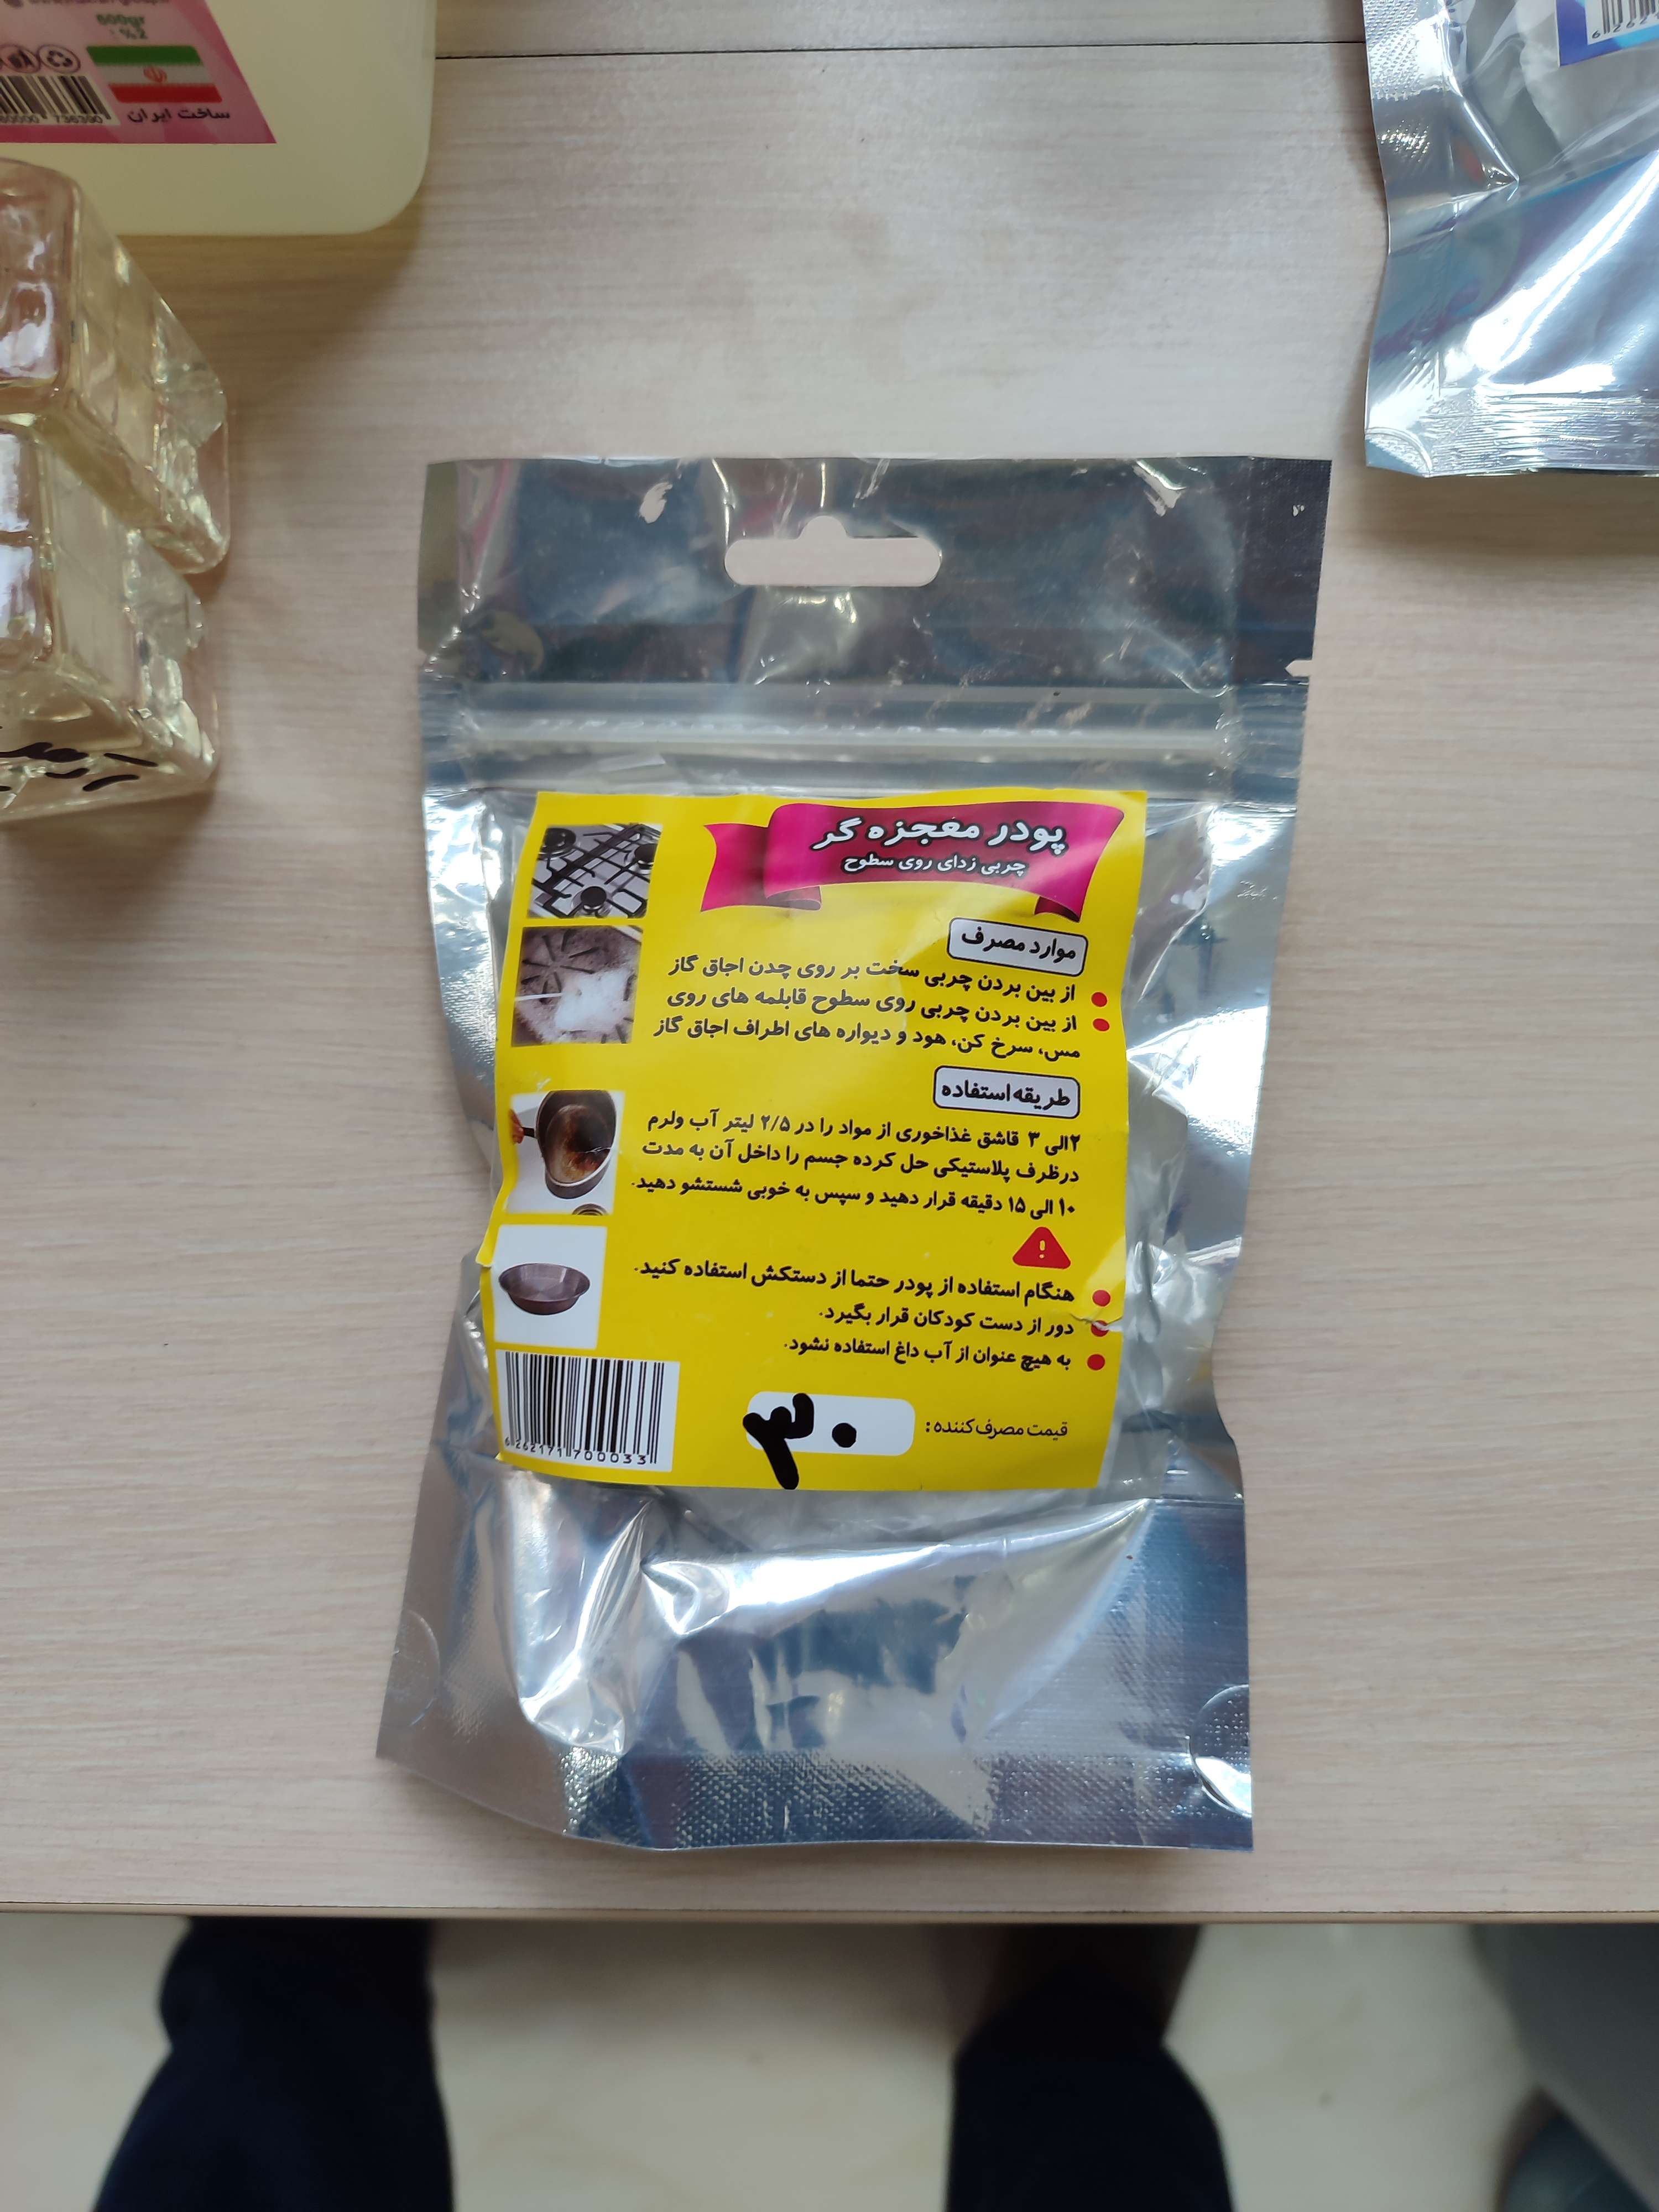 600gr
%2
ساخت ایران
پودر معجزه گر
چربی زدای روی سطوح
موارد مصرف
از بین بردن چربی سخت بر روی چدن اجاق گاز
از بین بردن چربی روی سطوح قابلمه های روی
مس، سرخ کن، هود و دیواره های اطراف اجاق گاز
طریقه استفاده
۲الی ۳ قاشق غذاخوری از مواد را در ۲/۵ لیتر آب ولرم
درظرف پلاستیکی حل کرده جسم را داخل آن به مدت
۱۰ الی ۱۵ دقیقه قرار دهید و سپس به خوبی شستشو دهید.
هنگام استفاده از پودر حتما از دستکش استفاده کنید.
دور از دست کودکان قرار بگیرد.
به هیچ عنوان از آب داغ استفاده نشود.
قیمت مصرف کننده :
۳۰
6 262171 700033